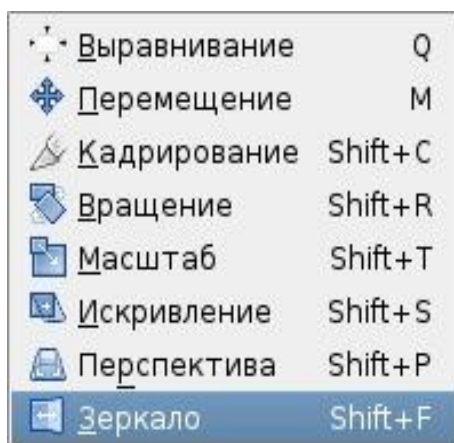 Выравнивание Q
Перемещение M
Кадрирование Shift+C
Вращение Shift+R
Масштаб Shift+T
Искривление Shift+S
Перспектива Shift+P
Зеркало Shift+F